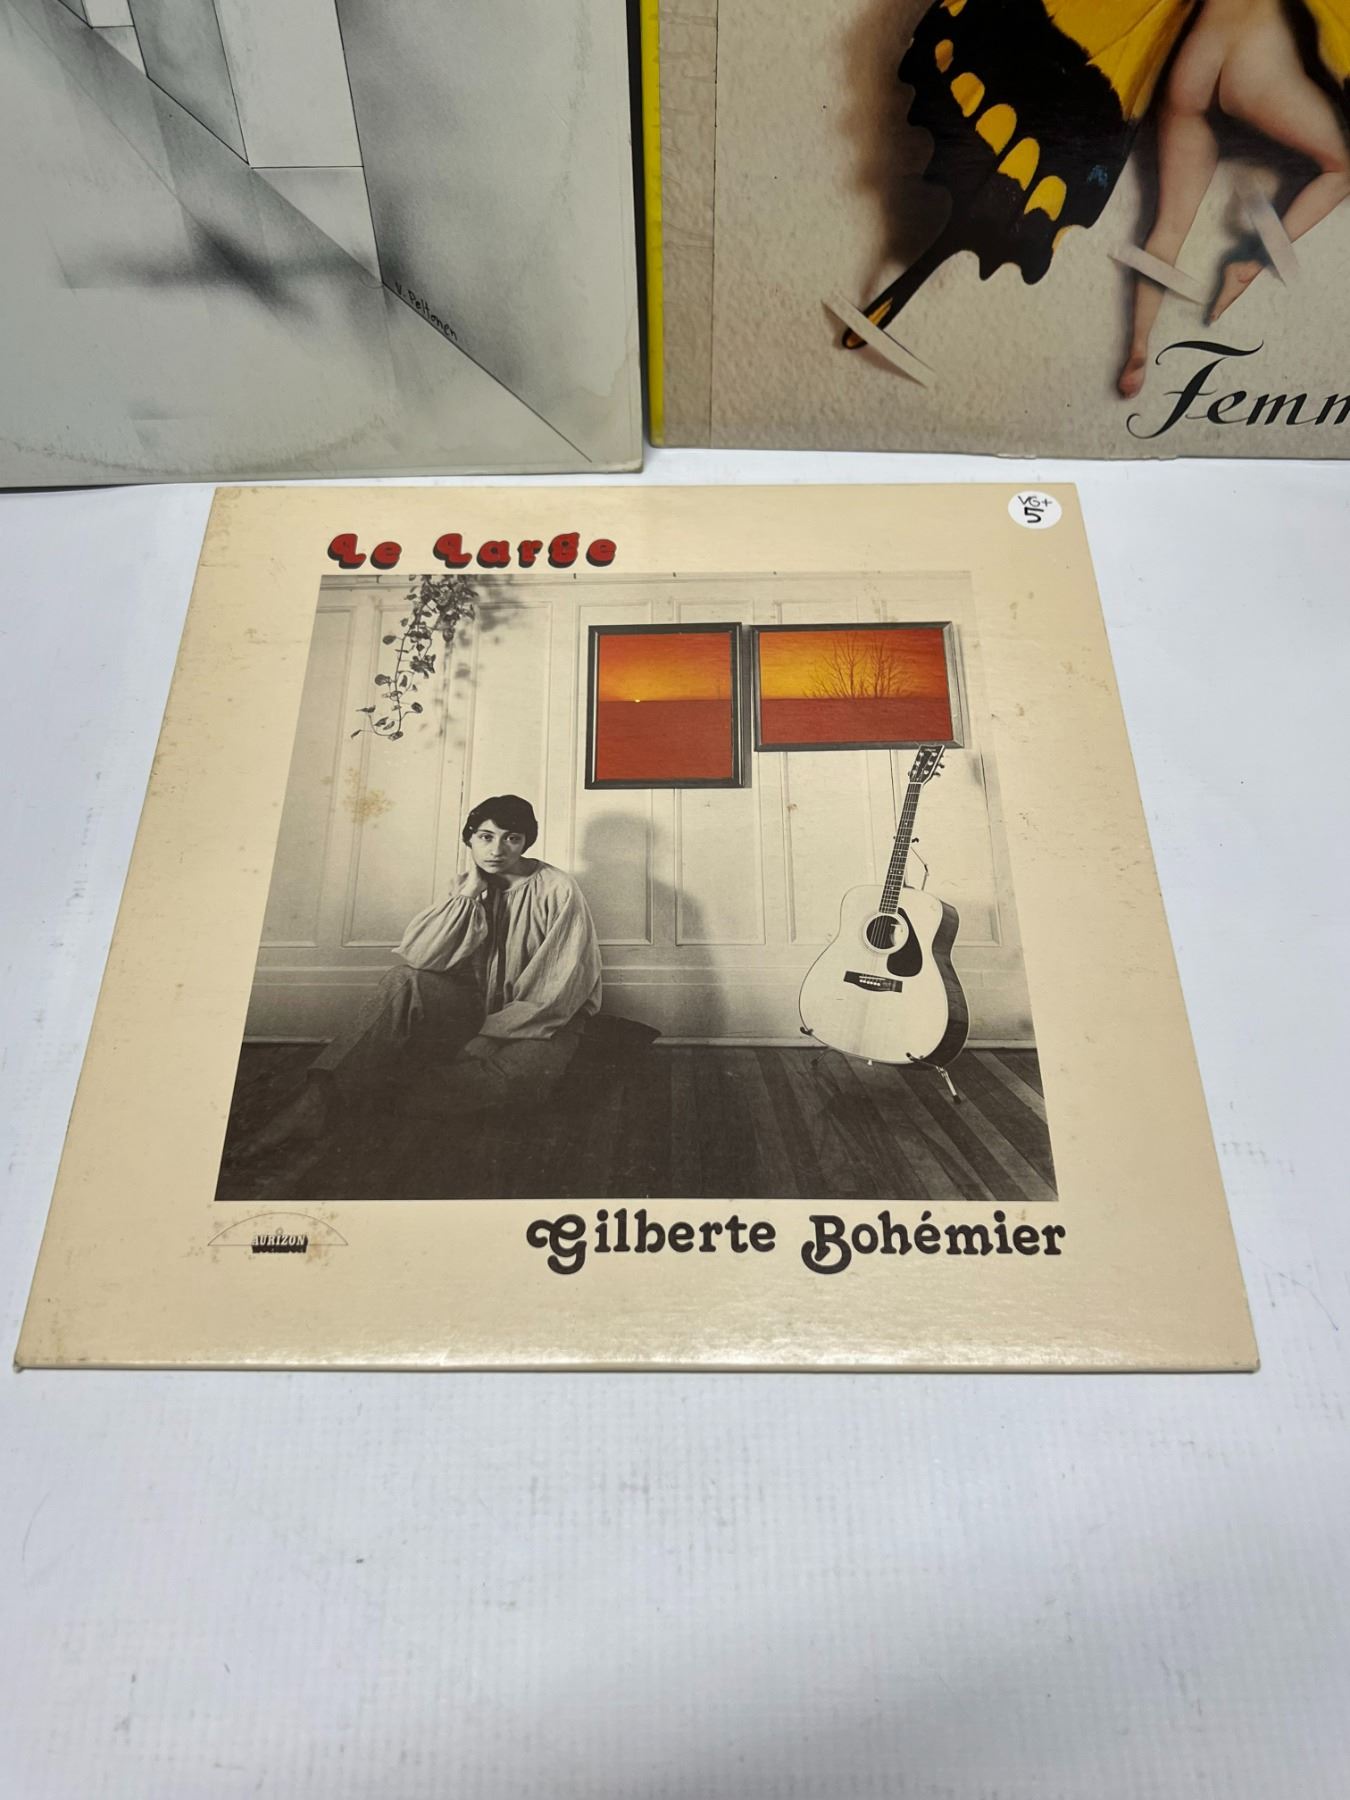 V. Peltonen
Femm
VG+
5
Le Large
AURIZON
Gilberte Bohémier